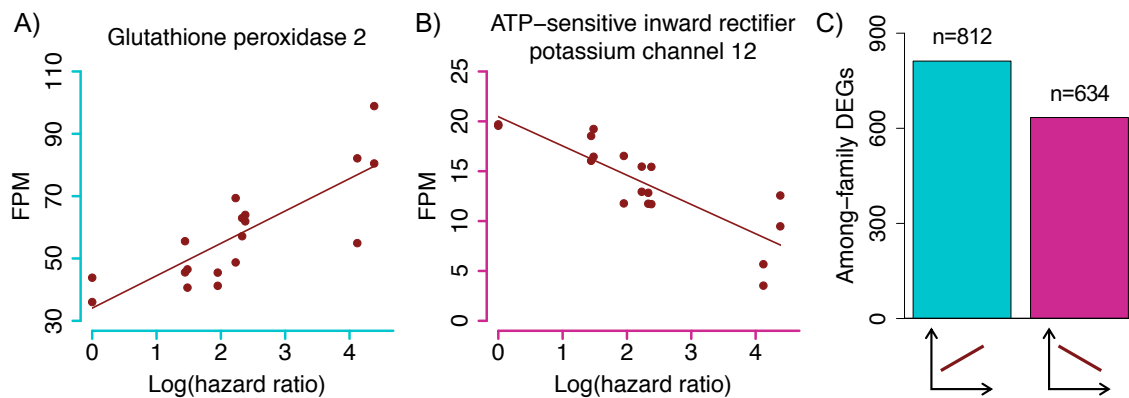 A)
Glutathione peroxidase 2
FPM
110
90
70
50
30
0 1 2 3 4
Log(hazard ratio)
B)
ATP−sensitive inward rectifier
potassium channel 12
FPM
25
20
15
10
5
0
0 1 2 3 4
Log(hazard ratio)
C)
Among−family DEGs
900
600
300
0
n=812
n=634